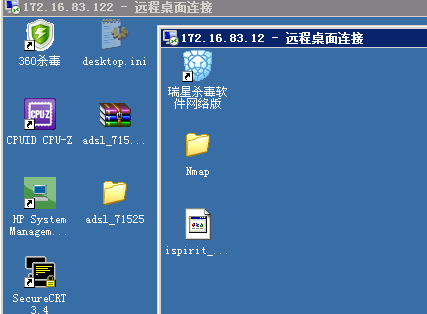 172.16.83.122 - 远程桌面连接
172.16.83.12 - 远程桌面连接
360杀毒
desktop.ini
瑞星杀毒软
件网络版
CPUID CPU-Z
adsl_715...
Nmap
HP System
Managem...
adsl_71525
ispirit_...
SecureCRT
3.4